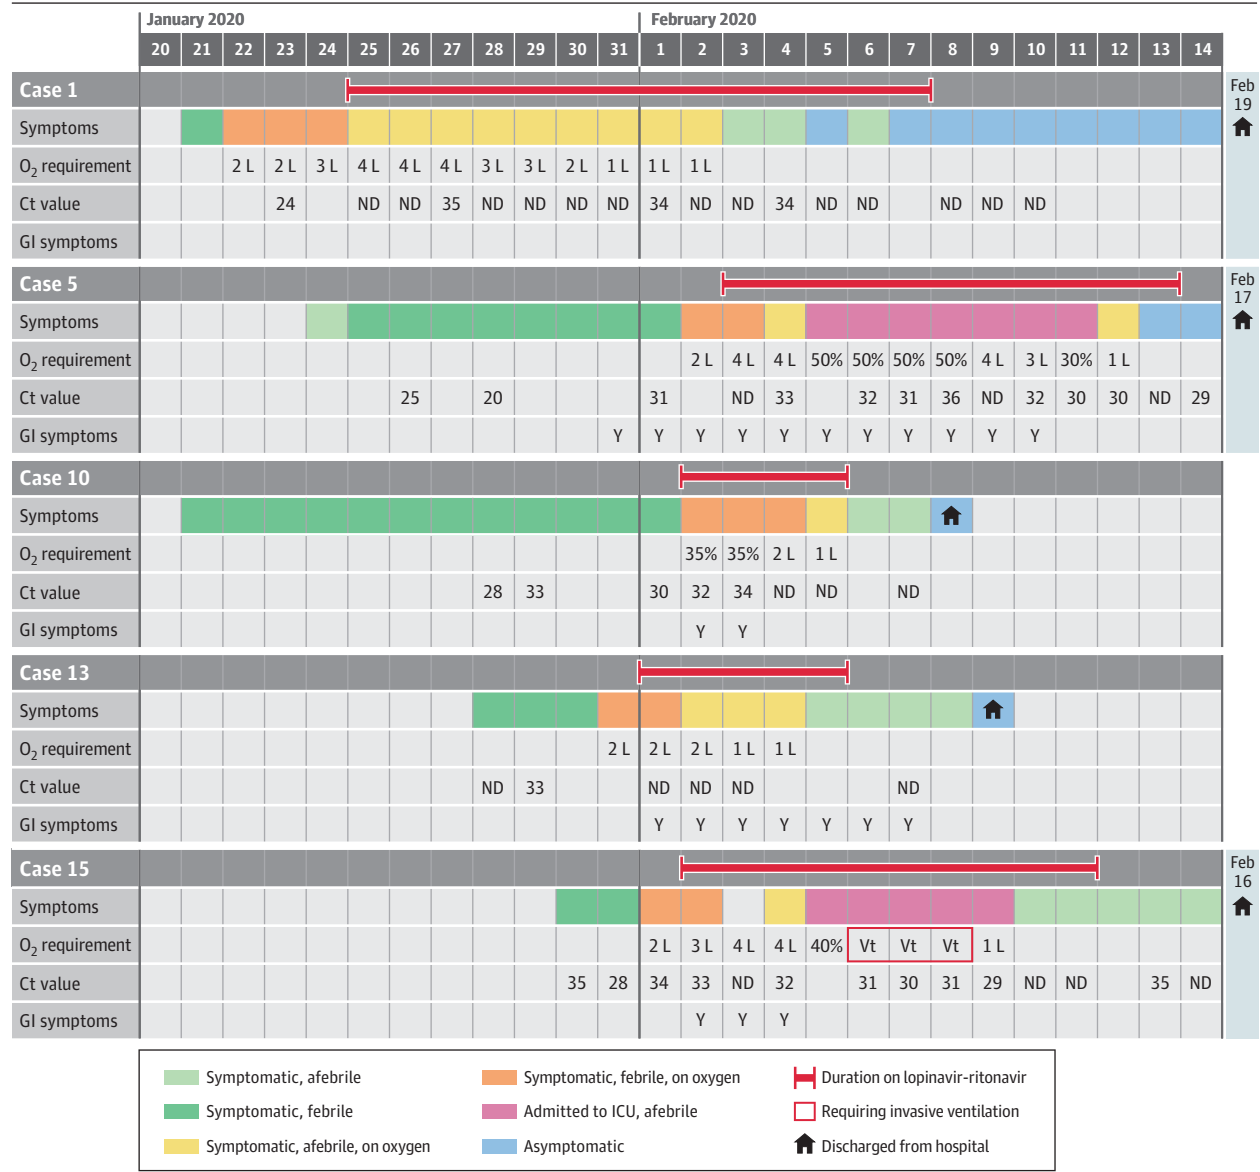 January 2020 February 2020
20 21 22 23 24 25 26 27 28 29 30 31 1 2 3 4 5 6 7 8 9 10 11 12 13 14
Case 1
Feb
19
Symptoms
O₂ requirement 2 L 2 L 3 L 4 L 4 L 4 L 3 L 3 L 2 L 1 L 1 L 1 L
Ct value 24 ND ND 35 ND ND ND ND 34 ND ND 34 ND ND ND ND ND
GI symptoms
Case 5
Feb
17
Symptoms
O₂ requirement 2 L 4 L 4 L 50% 50% 50% 50% 4 L 3 L 30% 1 L
Ct value 25 20 31 ND 33 32 31 36 ND 32 30 30 ND 29
GI symptoms Y Y Y Y Y Y Y Y Y Y Y
Case 10
Symptoms
O₂ requirement 35% 35% 2 L 1 L
Ct value 28 33 30 32 34 ND ND ND
GI symptoms Y Y
Case 13
Symptoms
O₂ requirement 2 L 2 L 2 L 1 L 1 L
Ct value ND 33 ND ND ND ND
GI symptoms Y Y Y Y Y Y Y
Case 15
Feb
16
Symptoms
O₂ requirement 2 L 3 L 4 L 4 L 40% Vt Vt Vt 1 L
Ct value 35 28 34 33 ND 32 31 30 31 29 ND ND 35 ND
GI symptoms Y Y Y
Symptomatic, afebrile Symptomatic, febrile, on oxygen Duration on lopinavir-ritonavir
Symptomatic, febrile Admitted to ICU, afebrile Requiring invasive ventilation
Symptomatic, afebrile, on oxygen Asymptomatic Discharged from hospital